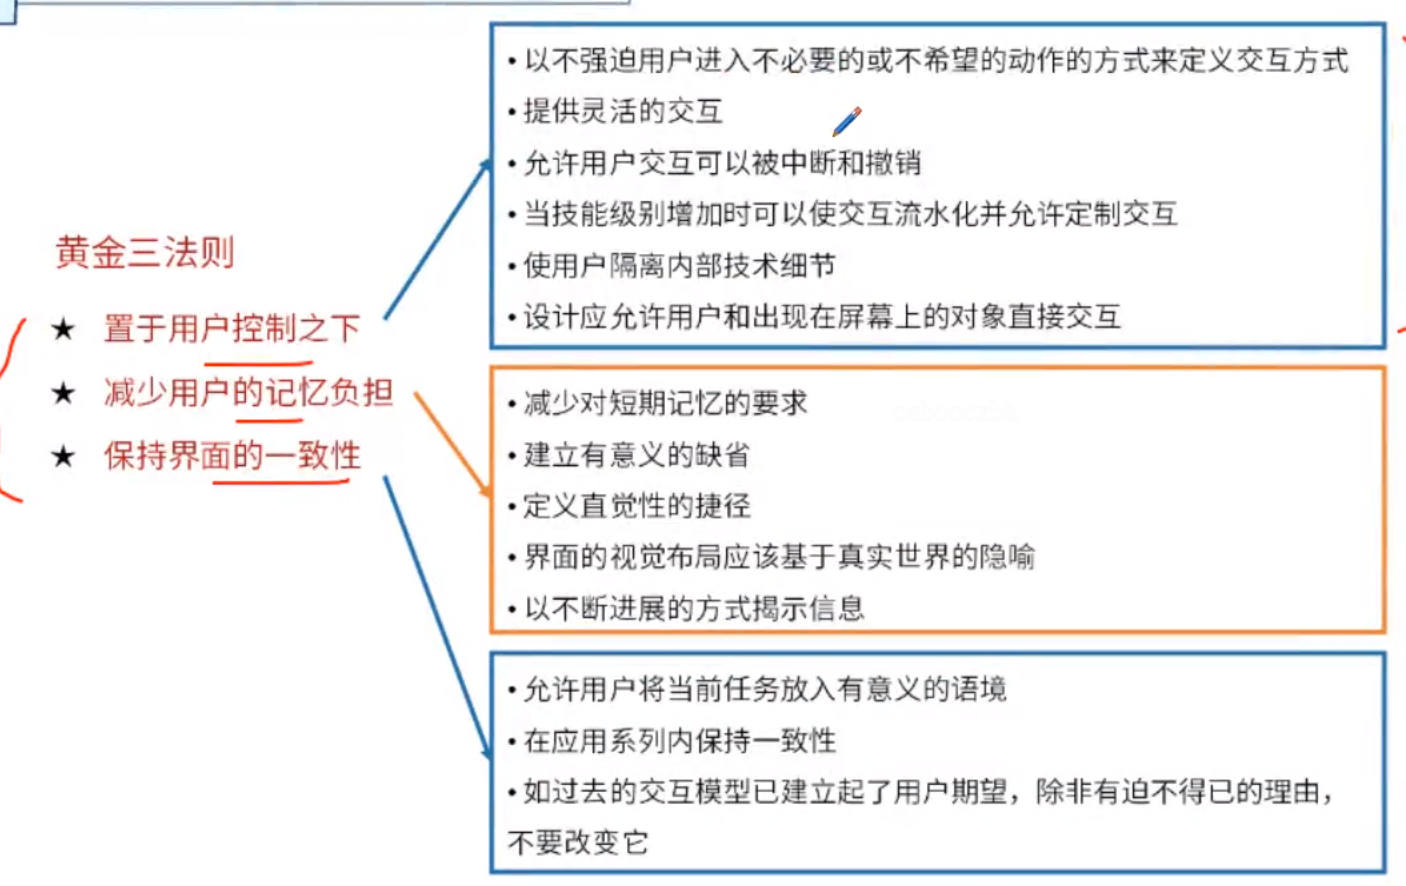 黄金三法则
★ 置于用户控制之下
★ 减少用户的记忆负担
★ 保持界面的一致性
• 以不强迫用户进入不必要的或不希望的动作的方式来定义交互方式
• 提供灵活的交互
• 允许用户交互可以被中断和撤销
• 当技能级别增加时可以使交互流水化并允许定制交互
• 使用户隔离内部技术细节
• 设计应允许用户和出现在屏幕上的对象直接交互
• 减少对短期记忆的要求
• 建立有意义的缺省
• 定义直觉性的捷径
• 界面的视觉布局应该基于真实世界的隐喻
• 以不断进展的方式揭示信息
• 允许用户将当前任务放入有意义的语境
• 在应用系列内保持一致性
• 如过去的交互模型已建立起了用户期望，除非有迫不得已的理由，
不要改变它